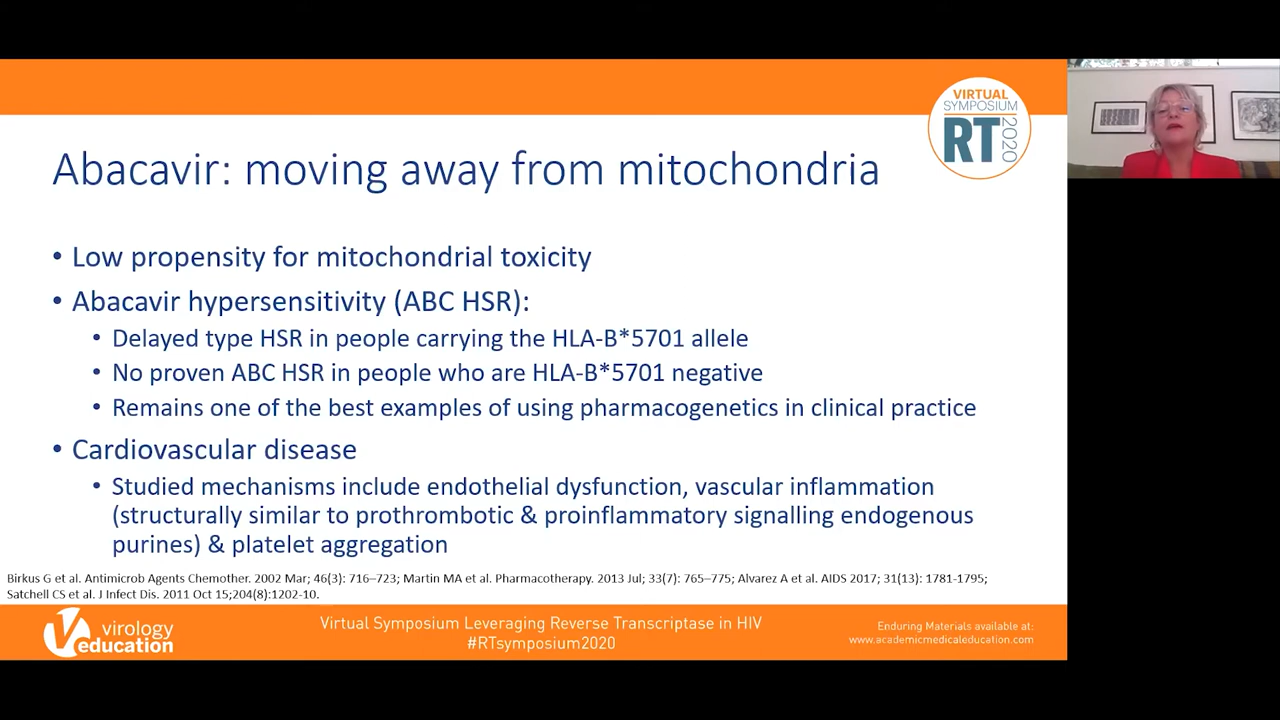 VIRTUAL
SYMPOSIUM
RT 2020
Abacavir: moving away from mitochondria
• Low propensity for mitochondrial toxicity
• Abacavir hypersensitivity (ABC HSR):
• Delayed type HSR in people carrying the HLA-B*5701 allele
• No proven ABC HSR in people who are HLA-B*5701 negative
• Remains one of the best examples of using pharmacogenetics in clinical practice
• Cardiovascular disease
• Studied mechanisms include endothelial dysfunction, vascular inflammation
(structurally similar to prothrombotic & proinflammatory signalling endogenous
purines) & platelet aggregation
Birkus G et al. Antimicrob Agents Chemother. 2002 Mar; 46(3): 716–723; Martin MA et al. Pharmacotherapy. 2013 Jul; 33(7): 765–775; Alvarez A et al. AIDS 2017; 31(13): 1781-1795;
Satchell CS et al. J Infect Dis. 2011 Oct 15;204(8):1202-10.
virology
education
Virtual Symposium Leveraging Reverse Transcriptase in HIV
#RTsymposium2020
Enduring Materials available at:
www.academicmedicaleducation.com